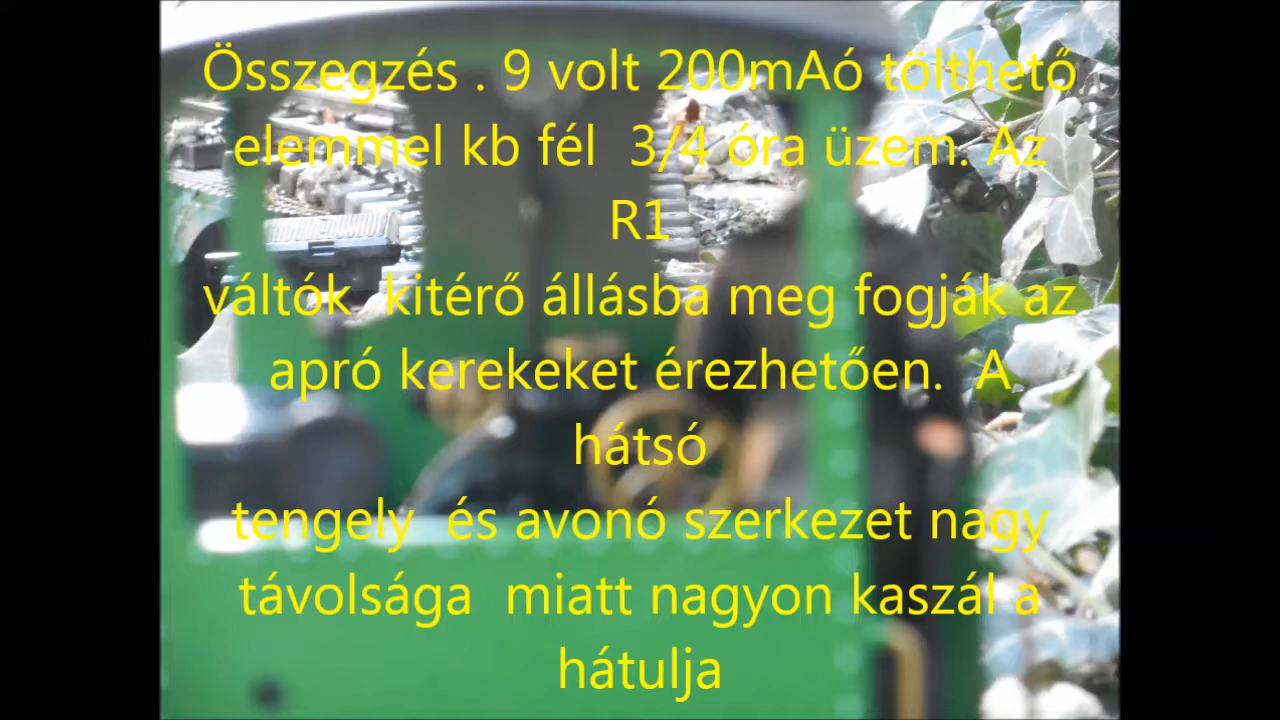 Összegzés . 9 volt 200mAó tölthető
elemmel kb fél  3/4 óra üzem. Az
R1
váltók  kitérő állásba meg fogják az
apró kerekeket érezhetően.  A
hátsó
tengely  és avonó szerkezet nagy
távolsága  miatt nagyon kaszál a
hátulja